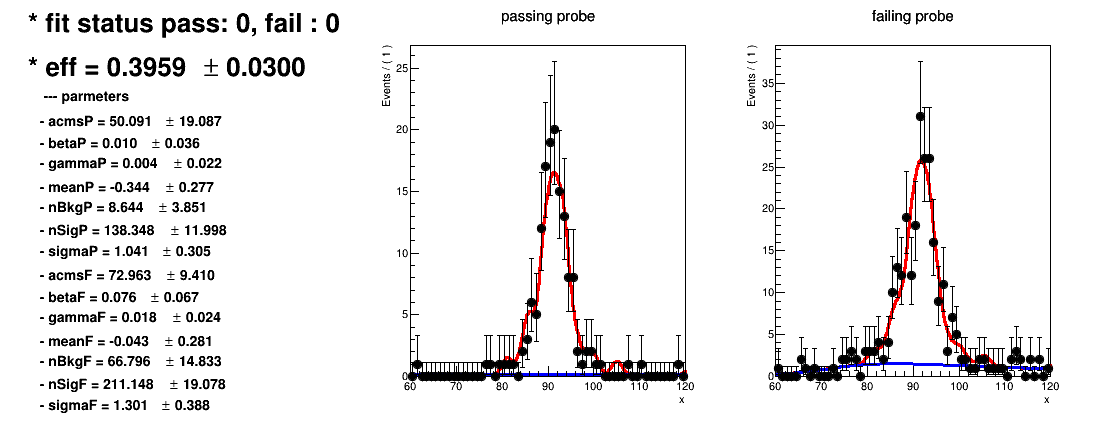 * fit status pass: 0, fail : 0
* eff = 0.3959 ± 0.0300
--- parmeters
- acmsP = 50.091 ± 19.087
- betaP = 0.010 ± 0.036
- gammaP = 0.004 ± 0.022
- meanP = -0.344 ± 0.277
- nBkgP = 8.644 ± 3.851
- nSigP = 138.348 ± 11.998
- sigmaP = 1.041 ± 0.305
- acmsF = 72.963 ± 9.410
- betaF = 0.076 ± 0.067
- gammaF = 0.018 ± 0.024
- meanF = -0.043 ± 0.281
- nBkgF = 66.796 ± 14.833
- nSigF = 211.148 ± 19.078
- sigmaF = 1.301 ± 0.388
passing probe
Events / ( 1 )
25
20
15
10
5
0
60 70 80 90 100 110 120
x
failing probe
Events / ( 1 )
35
30
25
20
15
10
5
0
60 70 80 90 100 110 120
x